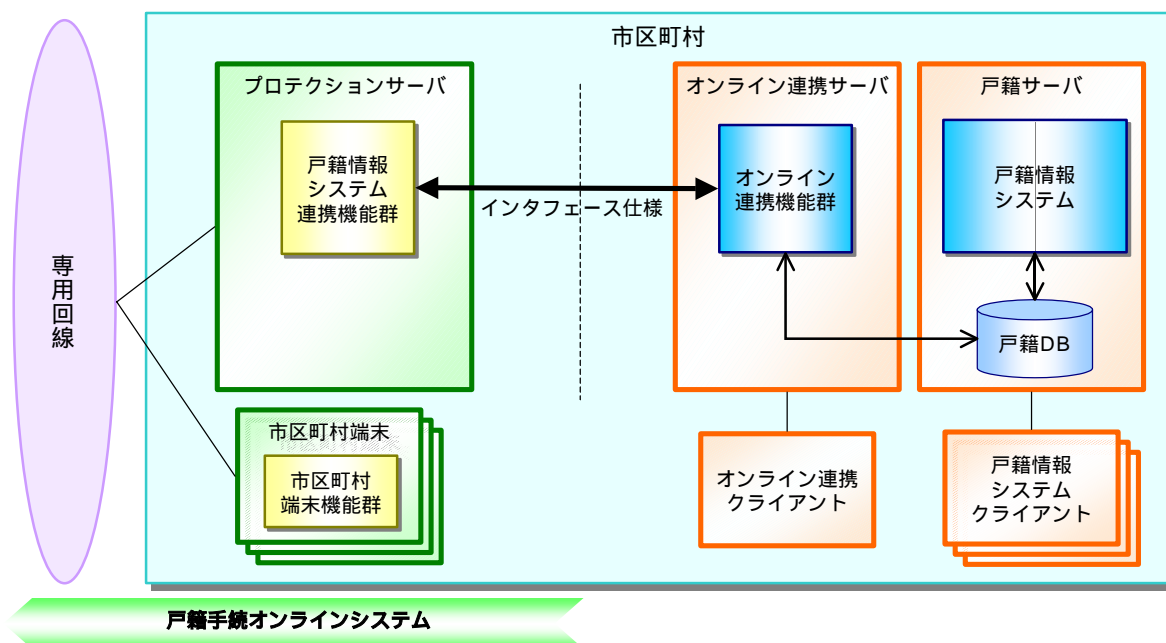 市区町村
プロテクションサーバ
戸籍情報
システム
連携機能群
インタフェース仕様
オンライン連携サーバ
オンライン
連携機能群
戸籍サーバ
戸籍情報
システム
戸籍DB
専用回線
市区町村端末
市区町村
端末機能群
オンライン連携
クライアント
戸籍情報
システム
クライアント
戸籍手続オンラインシステム